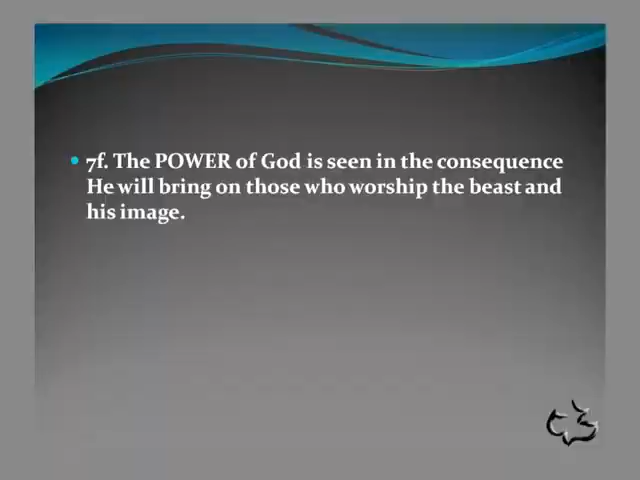 • 7f. The POWER of God is seen in the consequence
He will bring on those who worship the beast and
his image.